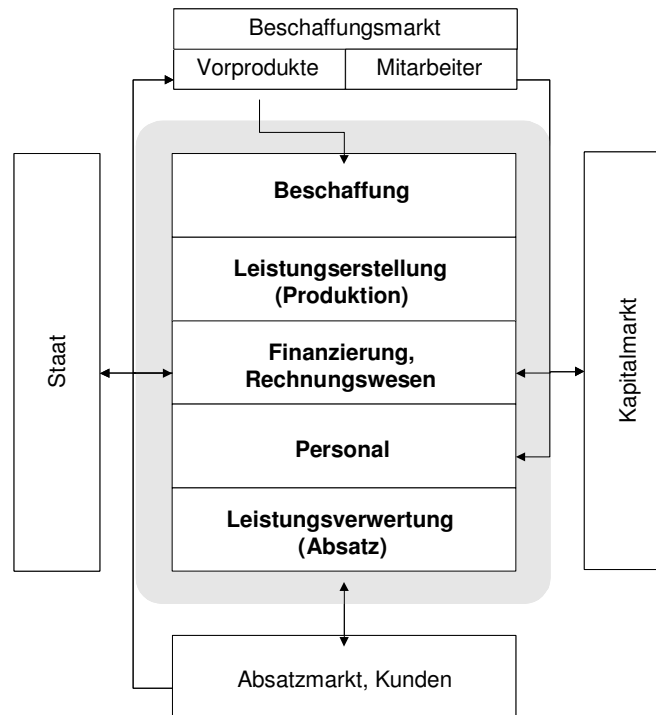 Beschaffungsmarkt
Vorprodukte
Mitarbeiter
Beschaffung
Leistungserstellung
(Produktion)
Staat
Finanzierung,
Rechnungswesen
Kapitalmarkt
Personal
Leistungsverwertung
(Absatz)
Absatzmarkt, Kunden